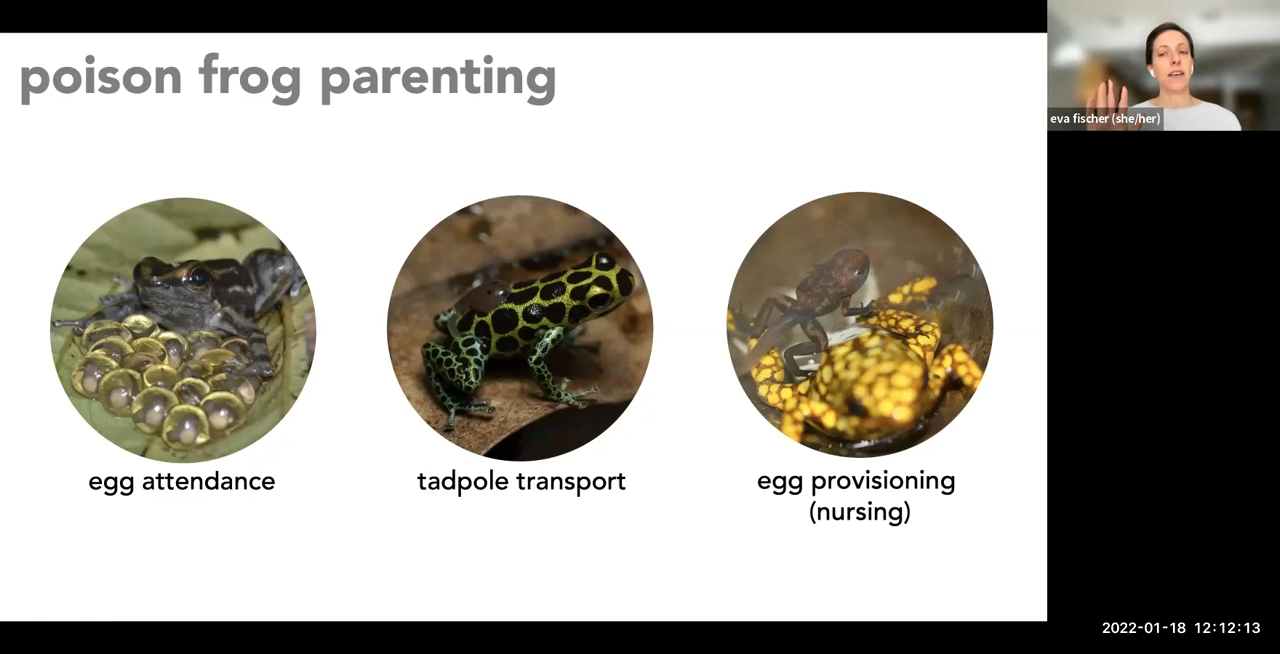 poison frog parenting
eva fischer (she/her)
egg attendance
tadpole transport
egg provisioning
(nursing)
2022-01-18 12:12:13